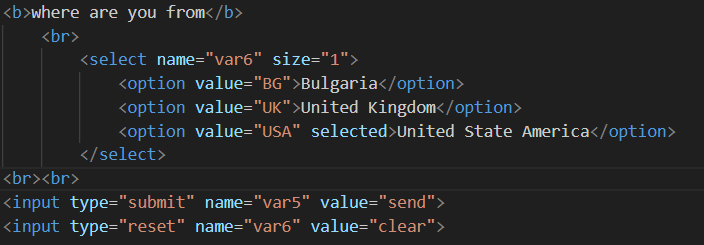 <b>where are you from</b>
<br>
<select name="var6" size="1">
<option value="BG">Bulgaria</option>
<option value="UK">United Kingdom</option>
<option value="USA" selected>United State America</option>
</select>
<br><br>
<input type="submit" name="var5" value="send">
<input type="reset" name="var6" value="clear">